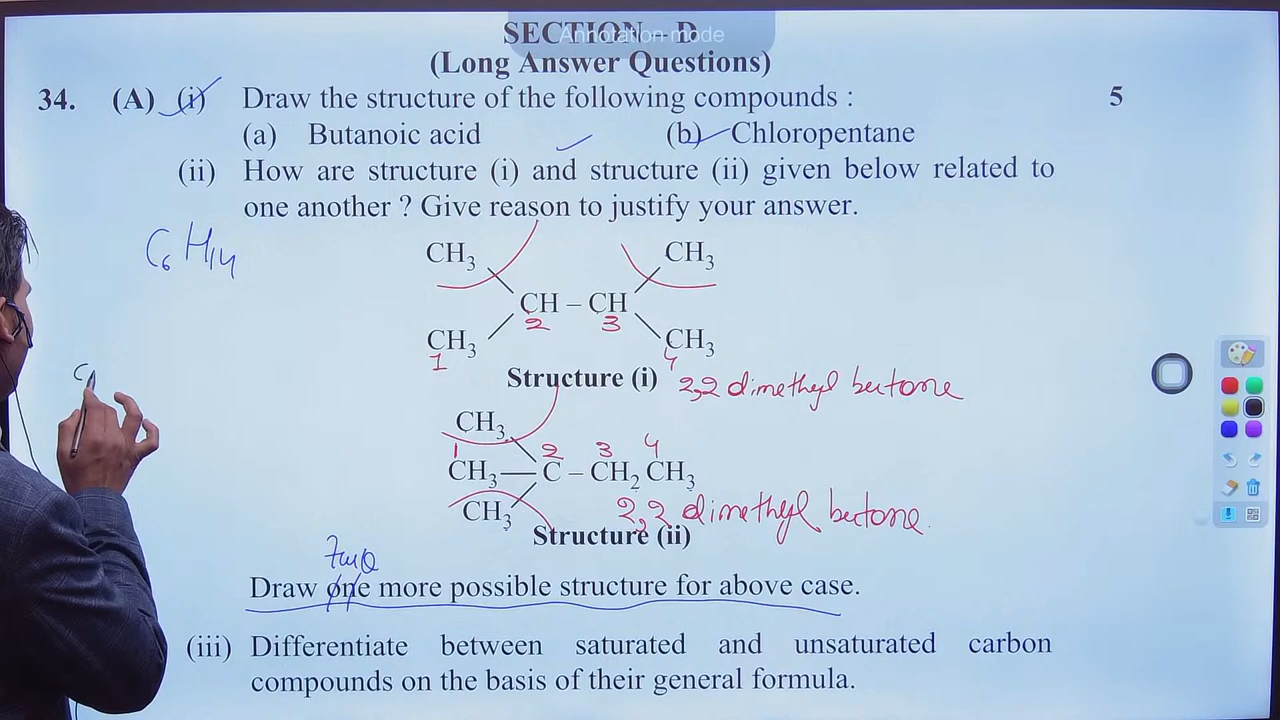 SECTION – D
Annotation mode
(Long Answer Questions)
34. (A) (i) Draw the structure of the following compounds : 5
(a) Butanoic acid (b) Chloropentane
(ii) How are structure (i) and structure (ii) given below related to
one another ? Give reason to justify your answer.
C6 H14
CH3 CH3
CH – CH
2 3
CH3 CH3
1 4
Structure (i) 2,2 dimethyl butone
CH3
1 2 3 4
CH3 — C – CH2 CH3
CH3 2,2 dimethyl butone.
Structure (ii)
Two
Draw one more possible structure for above case.
(iii) Differentiate between saturated and unsaturated carbon
compounds on the basis of their general formula.